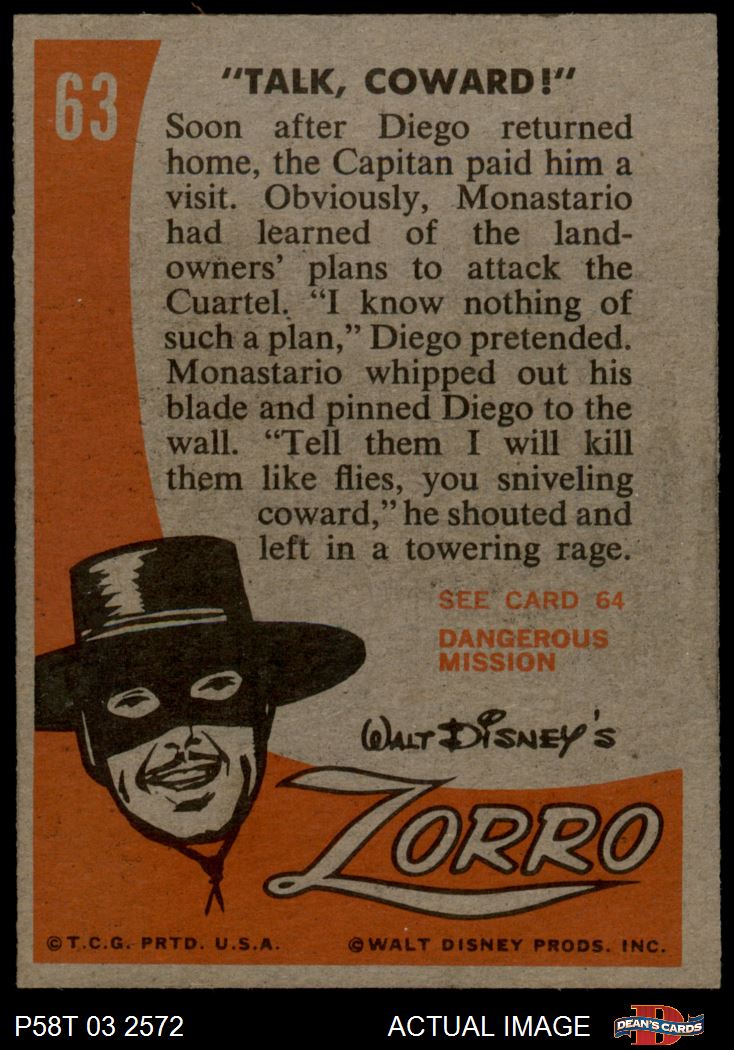 63
"TALK, COWARD!"
Soon after Diego returned
home, the Capitan paid him a
visit. Obviously, Monastario
had learned of the land-
owners' plans to attack the
Cuartel. "I know nothing of
such a plan," Diego pretended.
Monastario whipped out his
blade and pinned Diego to the
wall. "Tell them I will kill
them like flies, you sniveling
coward," he shouted and
left in a towering rage.
SEE CARD 64
DANGEROUS
MISSION
WALT DISNEY'S
ZORRO
© T.C.G. PRTD. U.S.A.
© WALT DISNEY PRODS. INC.
P58T 03 2572
ACTUAL IMAGE
D
DEAN'S CARDS